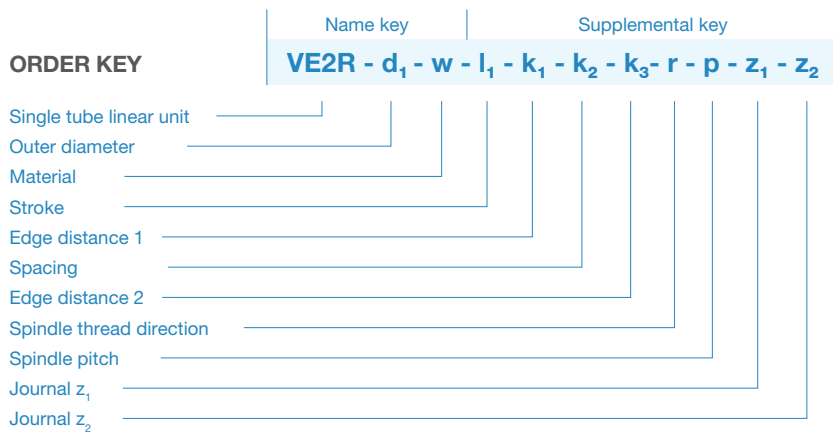 Name key Supplemental key
ORDER KEY VE2R - d₁ - w - l₁ - k₁ - k₂ - k₃- r - p - z₁ - z₂
Single tube linear unit
Outer diameter
Material
Stroke
Edge distance 1
Spacing
Edge distance 2
Spindle thread direction
Spindle pitch
Journal z₁
Journal z₂